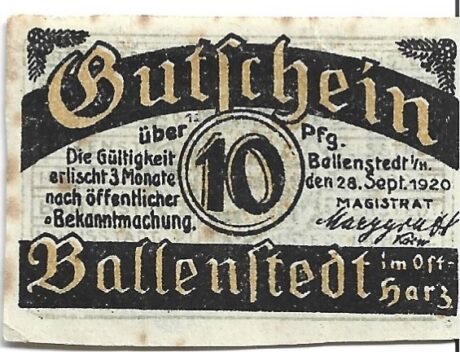 Gutschein
über 10 Pfg.
Die Gültigkeit
erlischt 3 Monate
nach öffentlicher
Bekanntmachung.
Ballenstedt i/H.
den 28. Sept. 1920
MAGISTRAT
Ballenstedt im Ost-
Harz